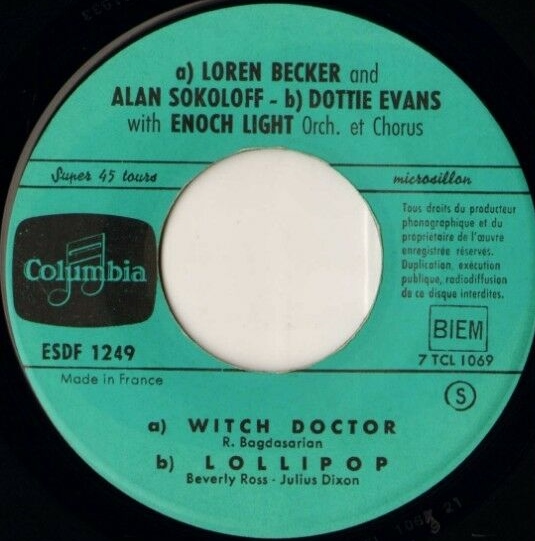 a) LOREN BECKER and
ALAN SOKOLOFF - b) DOTTIE EVANS
with ENOCH LIGHT Orch. et Chorus
Super 45 tours
microsillon
Columbia
Tous droits du producteur
phonographique et du
proprietaire de l'œuvre
enregistrée réservés.
Duplication, exécution
publique, radiodiffusion
de ce disque interdites.
BIEM
ESDF 1249
7 TCL 1069
Made in France
S
a) WITCH DOCTOR
R. Bagdasarian
b) LOLLIPOP
Beverly Ross - Julius Dixon